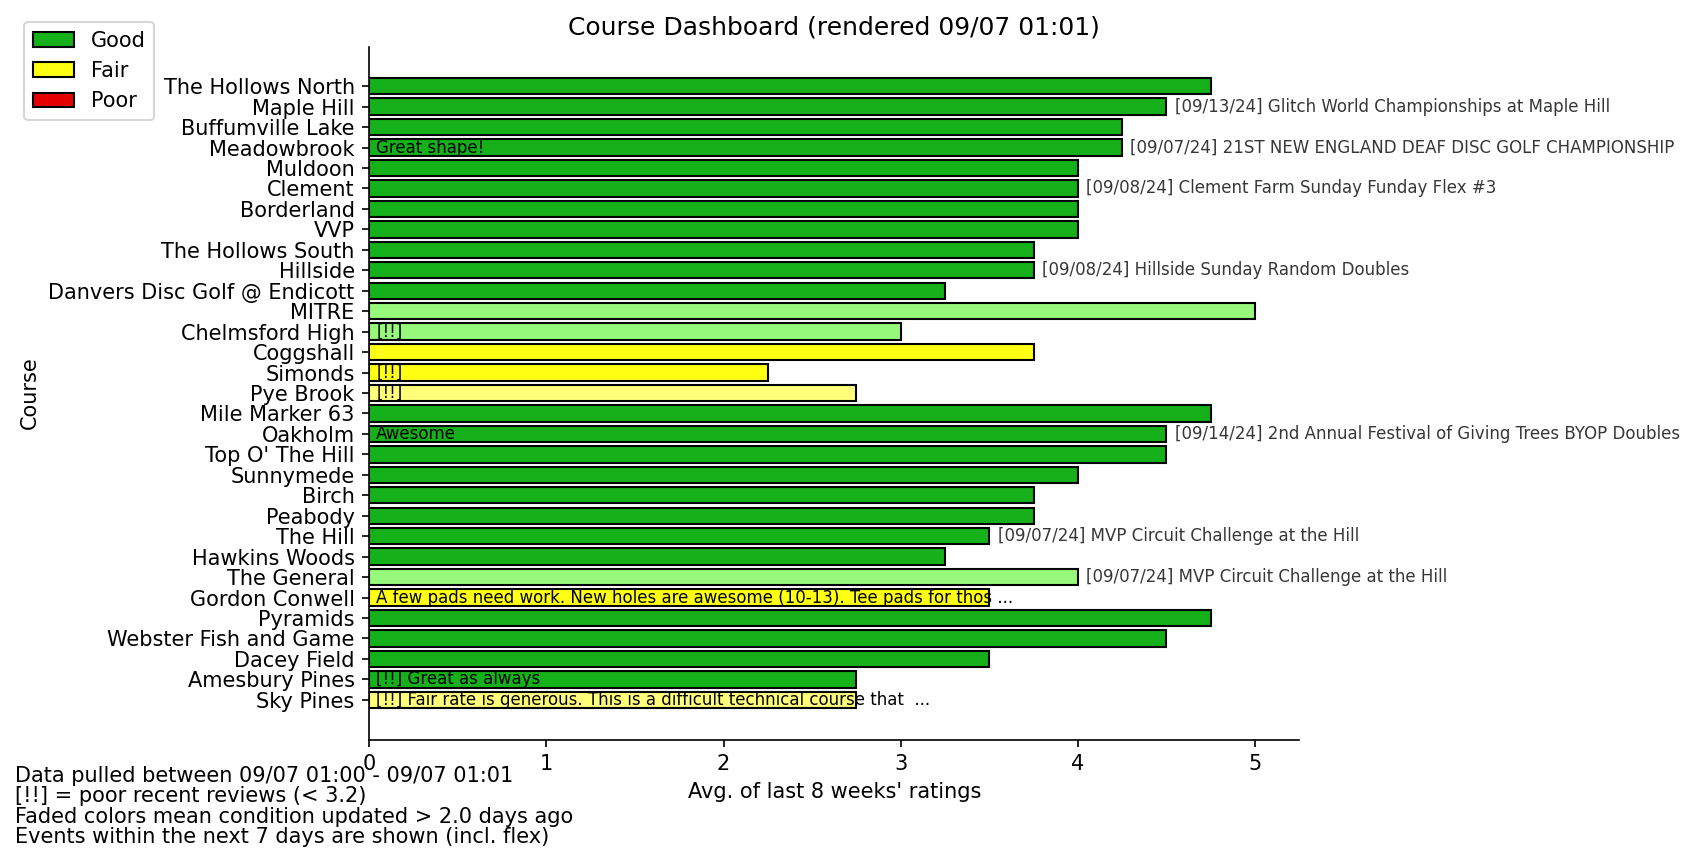 Course Dashboard (rendered 09/07 01:01)
Good
Fair
Poor
The Hollows North
Maple Hill [09/13/24] Glitch World Championships at Maple Hill
Buffumville Lake
Meadowbrook Great shape! [09/07/24] 21ST NEW ENGLAND DEAF DISC GOLF CHAMPIONSHIP
Muldoon
Clement [09/08/24] Clement Farm Sunday Funday Flex #3
Borderland
VVP
The Hollows South
Hillside [09/08/24] Hillside Sunday Random Doubles
Danvers Disc Golf @ Endicott
MITRE
Chelmsford High [!!]
Coggshall
Simonds [!!]
Pye Brook [!!]
Mile Marker 63
Oakholm Awesome [09/14/24] 2nd Annual Festival of Giving Trees BYOP Doubles
Top O' The Hill
Sunnymede
Birch
Peabody
The Hill [09/07/24] MVP Circuit Challenge at the Hill
Hawkins Woods
The General [09/07/24] MVP Circuit Challenge at the Hill
Gordon Conwell A few pads need work. New holes are awesome (10-13). Tee pads for thos ...
Pyramids
Webster Fish and Game
Dacey Field
Amesbury Pines [!!] Great as always
Sky Pines [!!] Fair rate is generous. This is a difficult technical course that ...
Course
0 1 2 3 4 5
Avg. of last 8 weeks' ratings
Data pulled between 09/07 01:00 - 09/07 01:01
[!!] = poor recent reviews (< 3.2)
Faded colors mean condition updated > 2.0 days ago
Events within the next 7 days are shown (incl. flex)